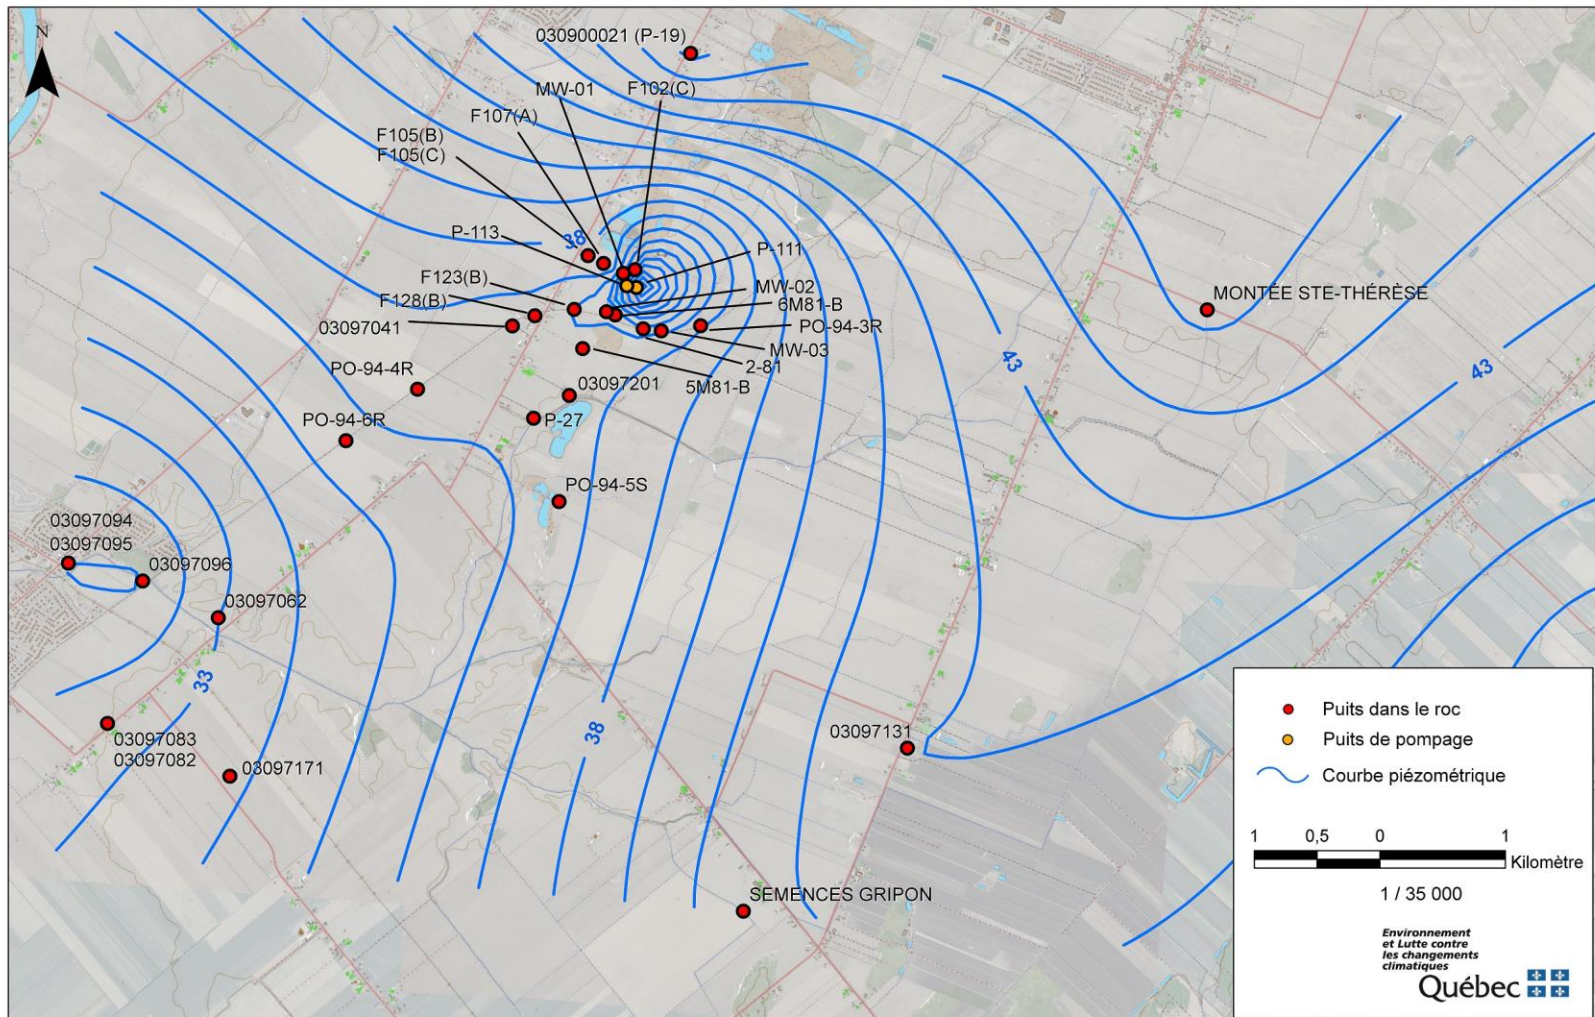 N
030900021 (P-19)
MW-01
F102(C)
F107(A)
F105(B)
F105(C)
38
P-113
P-111
F123(B)
MW-02
F128(B)
6M81-B
MONTÉE STE-THÉRÈSE
03097041
PO-94-3R
MW-03
2-81
43
43
PO-94-4R
5M81-B
03097201
PO-94-6R
P-27
PO-94-5S
03097094
03097095
03097096
03097062
33
38
03097131
03097083
03097082
03097171
SEMENCES GRIPON
Puits dans le roc
Puits de pompage
Courbe piézométrique
1 0,5 0 1
Kilomètre
1 / 35 000
Environnement
et Lutte contre
les changements
climatiques
Québec